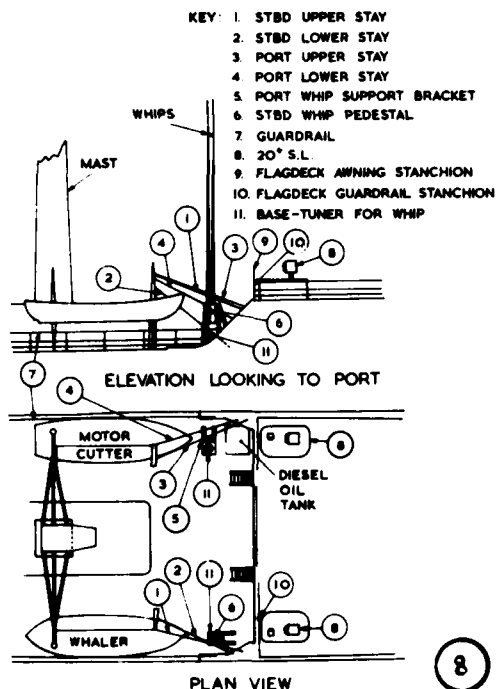 KEY: 1. STBD UPPER STAY
2. STBD LOWER STAY
3. PORT UPPER STAY
4. PORT LOWER STAY
5. PORT WHIP SUPPORT BRACKET
6. STBD WHIP PEDESTAL
7. GUARDRAIL
8. 20" S.L.
9. FLAGDECK AWNING STANCHION
10. FLAGDECK GUARDRAIL STANCHION
11. BASE-TUNER FOR WHIP
WHIPS
MAST
1
9
10
4
3
8
2
6
11
7
ELEVATION LOOKING TO PORT
4
MOTOR
CUTTER
8
3
5
11
DIESEL
OIL
TANK
1
2
11
6
10
WHALER
8
PLAN VIEW
8